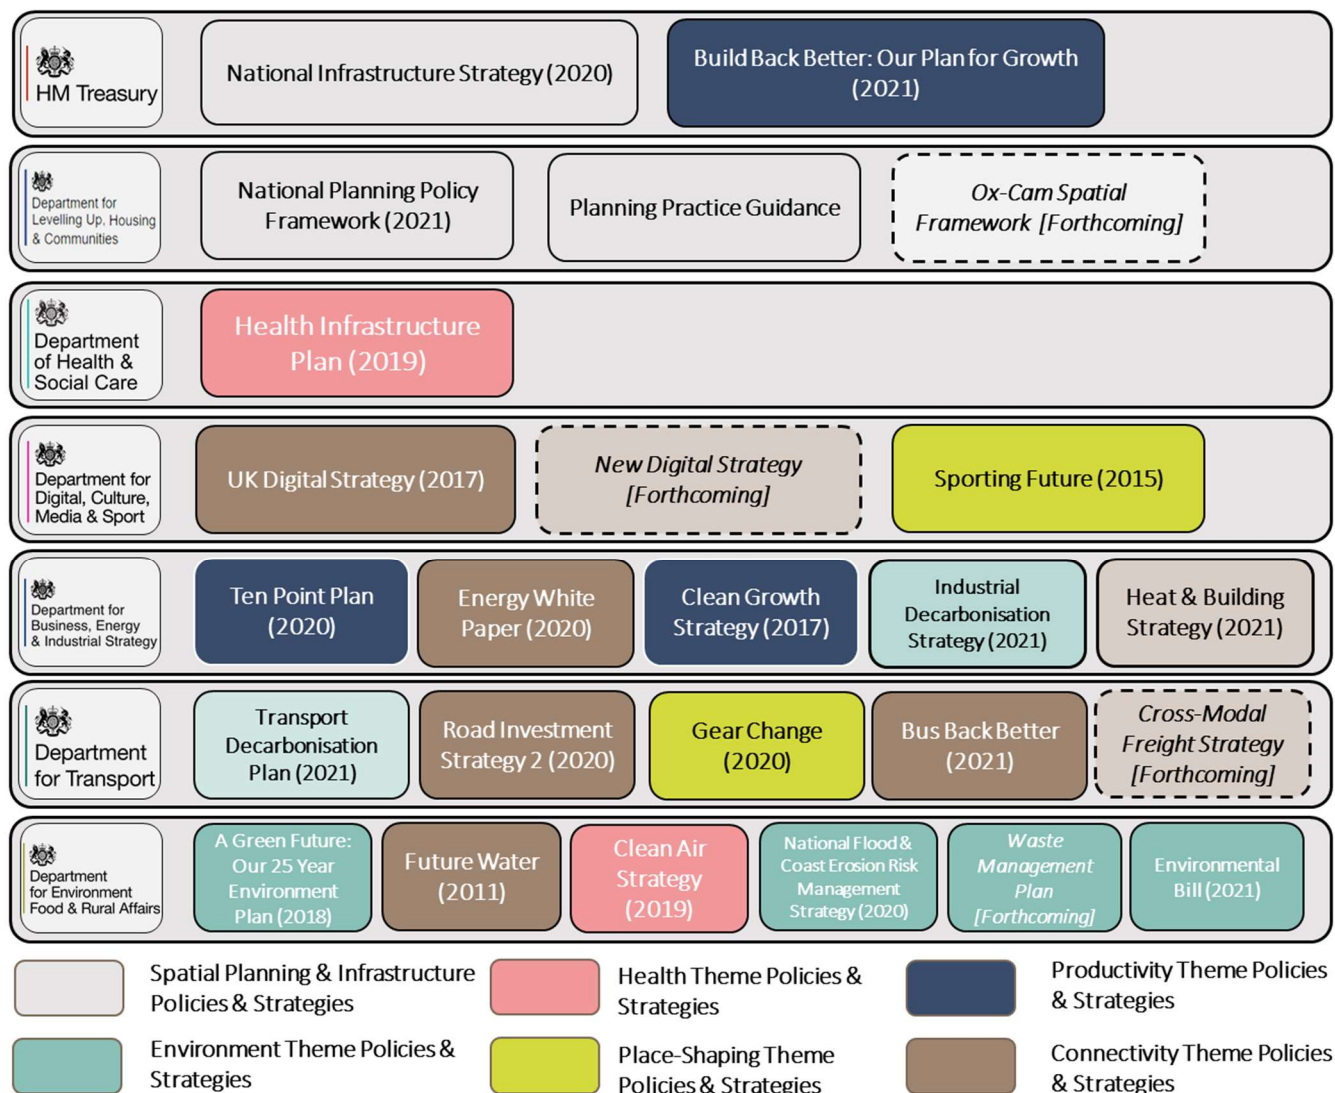 HM Treasury
National Infrastructure Strategy (2020)
Build Back Better: Our Plan for Growth
(2021)
Department for
Levelling Up, Housing
& Communities
National Planning Policy
Framework (2021)
Planning Practice Guidance
Ox-Cam Spatial
Framework [Forthcoming]
Department
of Health &
Social Care
Health Infrastructure
Plan (2019)
Department for
Digital, Culture,
Media & Sport
UK Digital Strategy (2017)
New Digital Strategy
[Forthcoming]
Sporting Future (2015)
Department for
Business, Energy
& Industrial Strategy
Ten Point Plan
(2020)
Energy White
Paper (2020)
Clean Growth
Strategy (2017)
Industrial
Decarbonisation
Strategy (2021)
Heat & Building
Strategy (2021)
Department
for Transport
Transport
Decarbonisation
Plan (2021)
Road Investment
Strategy 2 (2020)
Gear Change
(2020)
Bus Back Better
(2021)
Cross-Modal
Freight Strategy
[Forthcoming]
Department
for Environment
Food & Rural Affairs
A Green Future:
Our 25 Year
Environment
Plan (2018)
Future Water
(2011)
Clean Air
Strategy
(2019)
National Flood &
Coast Erosion Risk
Management
Strategy (2020)
Waste
Management
Plan
[Forthcoming]
Environmental
Bill (2021)
Spatial Planning & Infrastructure
Policies & Strategies
Health Theme Policies &
Strategies
Productivity Theme Policies
& Strategies
Environment Theme Policies &
Strategies
Place-Shaping Theme
Policies & Strategies
Connectivity Theme Policies
& Strategies